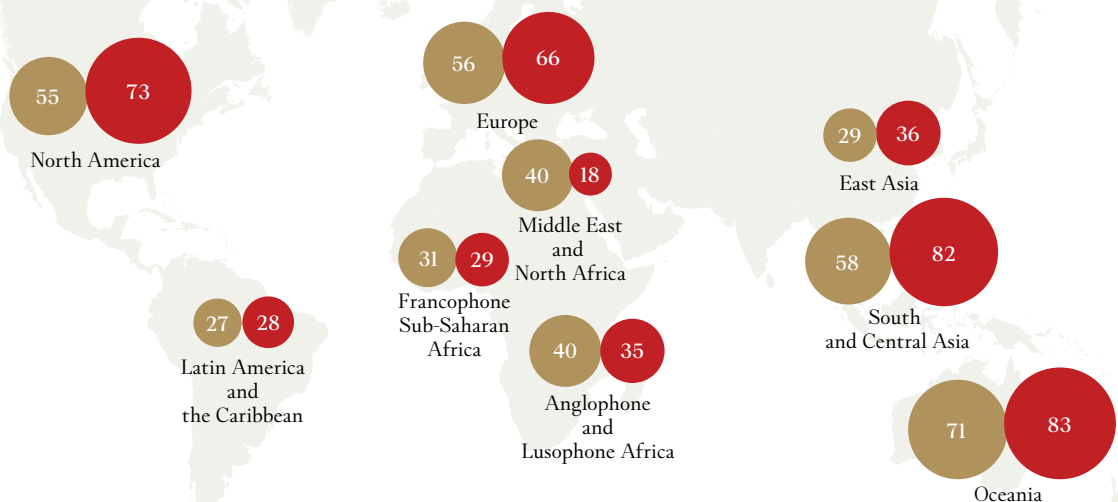 55 73
North America
56 66
Europe
40 18
Middle East
and
North Africa
29 36
East Asia
31 29
Francophone
Sub-Saharan
Africa
58 82
South
and Central Asia
27 28
Latin America
and
the Caribbean
40 35
Anglophone
and
Lusophone Africa
71 83
Oceania